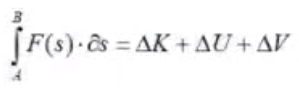 ∫_A^B F(s)·∂s = ΔK + ΔU + ΔV